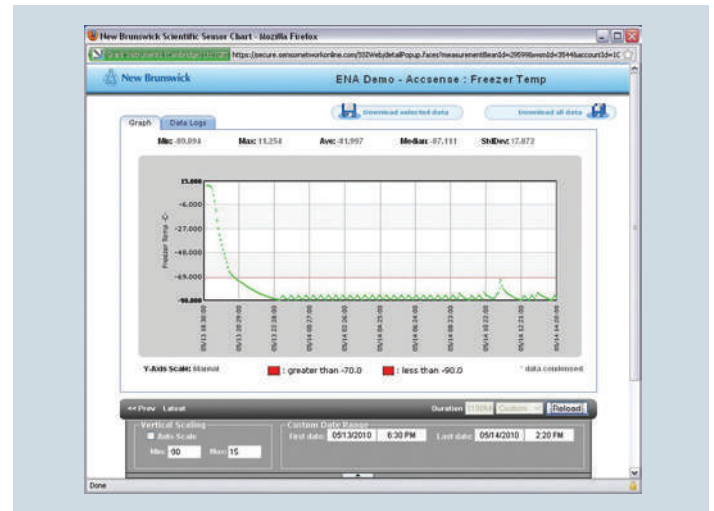 New Brunswick Scientific Sensor Chart - Mozilla Firefox
New Brunswick
ENA Demo - Accsense : Freezer Temp
Download selected data
Download all data
Graph
Data Logs
Min: -89.894
Max: 11.254
Ave: -81.997
Median: -87.111
StdDev: 17.872
Freezer Temp -C-
15.000
-6.000
-27.000
-48.000
-69.000
-90.000
05/13 18:30:00
05/13 20:29:00
05/13 22:28:00
05/14 00:27:00
05/14 02:26:00
05/14 04:25:00
05/14 06:24:00
05/14 08:23:00
05/14 10:22:00
05/14 12:21:00
05/14 14:20:00
Y-Axis Scale: Manual
: greater than -70.0
: less than -90.0
* data condensed
<< Prev Latest
Duration
Custom
Reload
Vertical Scaling
Auto Scale
Min: 90
Max: 15
Custom Date Range
First date: 05/13/2010 6:30 PM
Last date: 05/14/2010 2:20 PM
Done